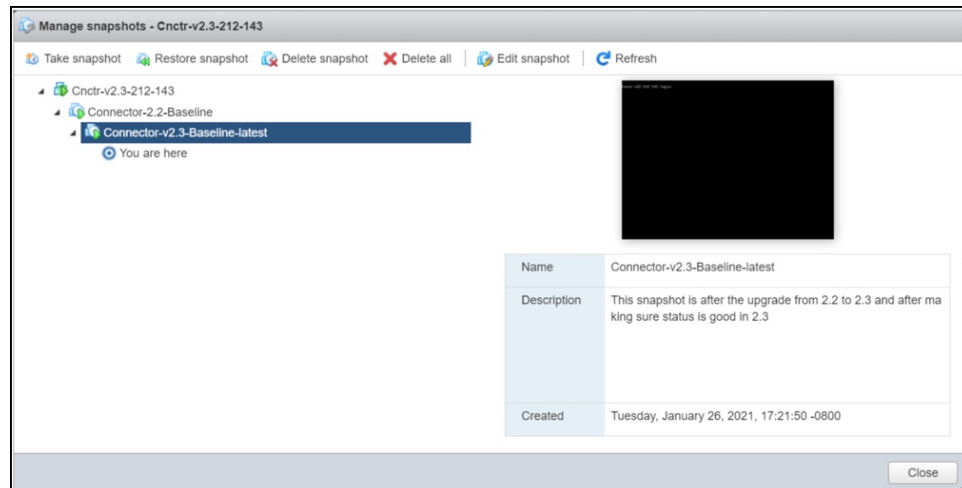 Manage snapshots - Cnctr-v2.3-212-143
Take snapshot Restore snapshot Delete snapshot Delete all Edit snapshot Refresh
Cnctr-v2.3-212-143
Connector-2.2-Baseline
Connector-v2.3-Baseline-latest
You are here
Name Connector-v2.3-Baseline-latest
Description This snapshot is after the upgrade from 2.2 to 2.3 and after ma
king sure status is good in 2.3
Created Tuesday, January 26, 2021, 17:21:50 -0800
Close